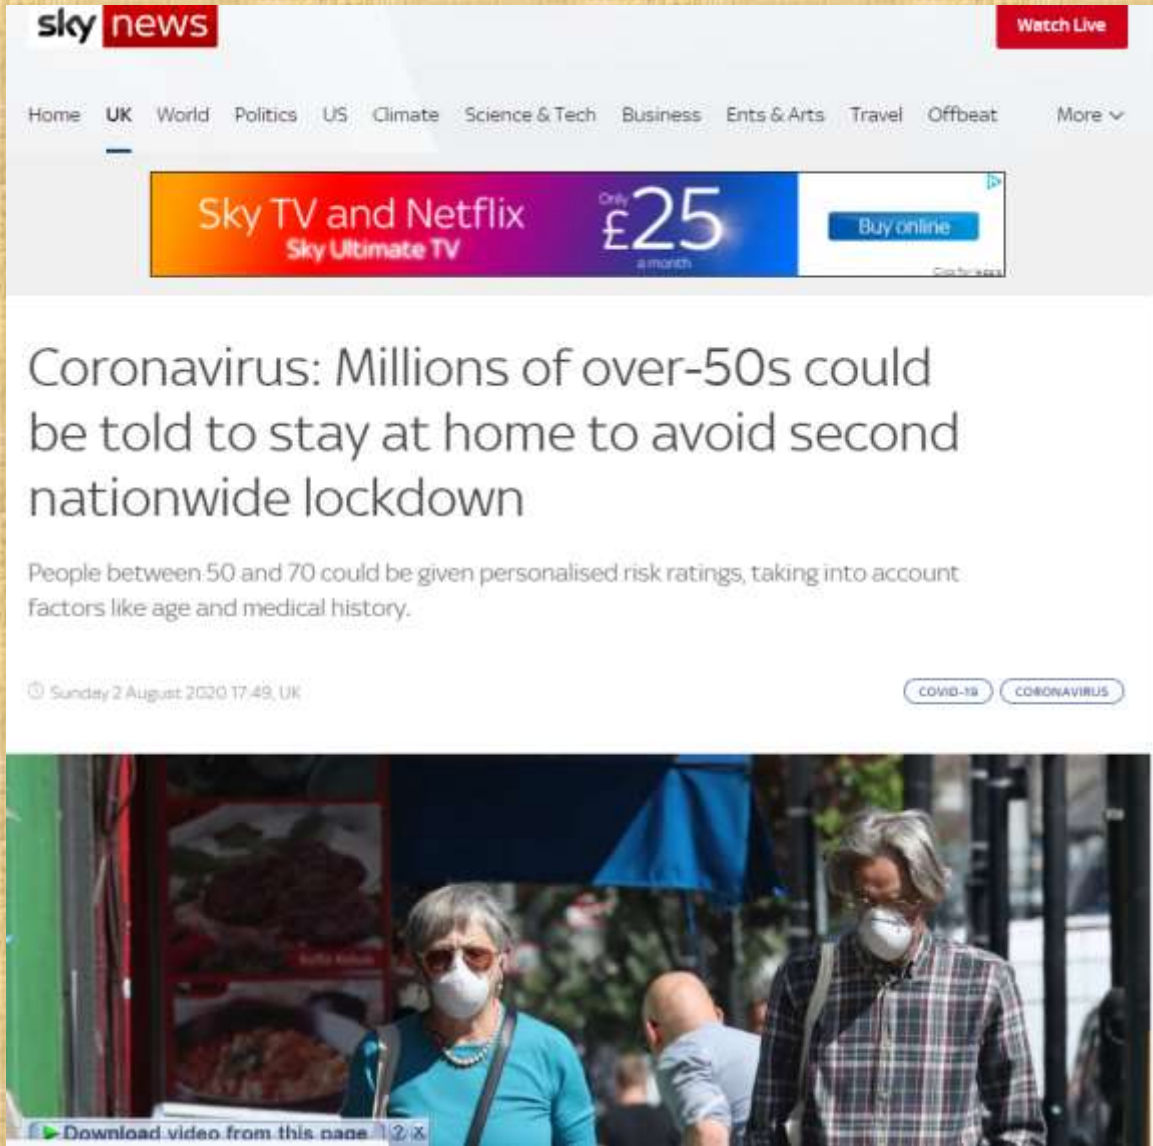 sky news
Watch Live
Home UK World Politics US Climate Science & Tech Business Ents & Arts Travel Offbeat More
Sky TV and Netflix
Sky Ultimate TV
Only
£25
a month
Buy online
Coronavirus: Millions of over-50s could
be told to stay at home to avoid second
nationwide lockdown
People between 50 and 70 could be given personalised risk ratings, taking into account
factors like age and medical history.
Sunday 2 August 2020 17:49, UK
COVID-19 CORONAVIRUS
Download video from this page ? X